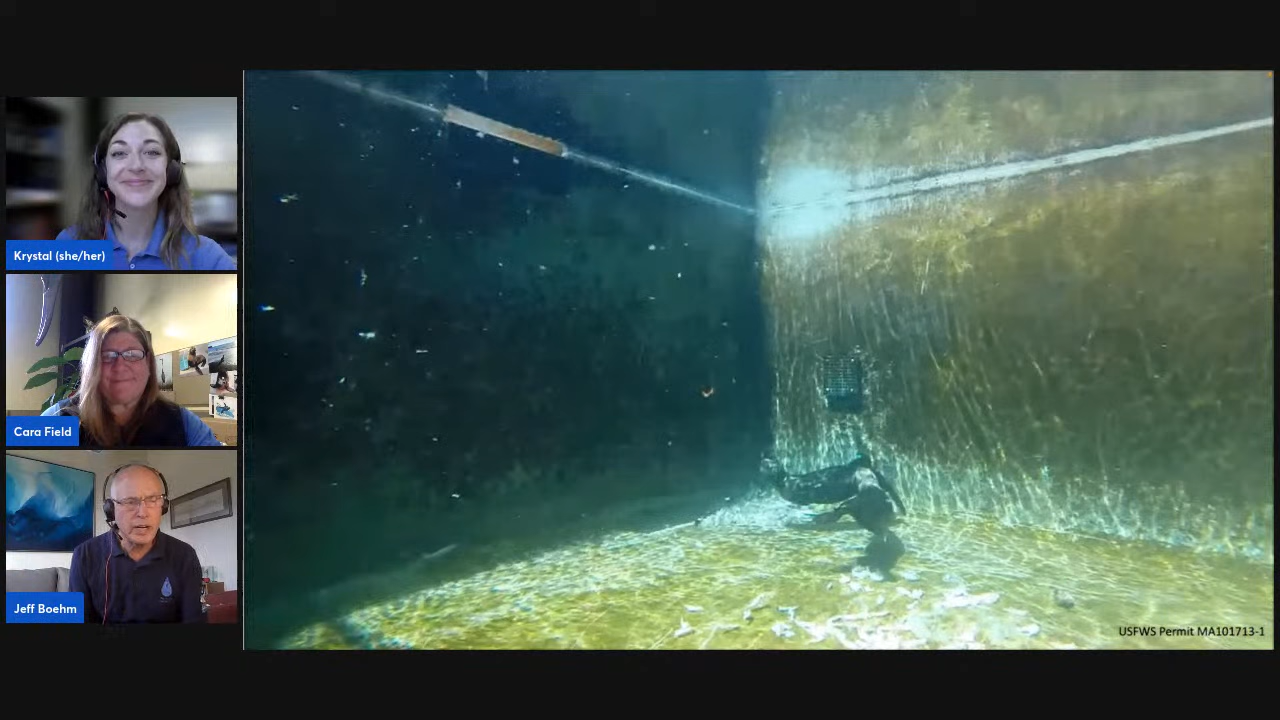 Krystal (she/her)
Cara Field
Jeff Boehm
USFWS Permit MA101713-1